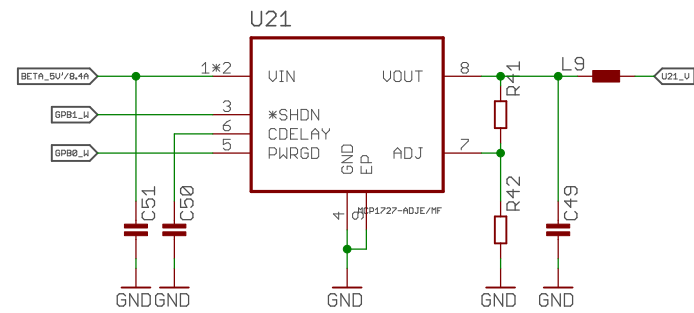 U21
BETA_5V'/8.4A
1*2
VIN
VOUT
8
R41
L9
U21_V
GPB1_W
3
*SHDN
6
CDELAY
GPB0_W
5
PWRGD
GND
EP
ADJ
7
4
9
MCP1727-ADJE/MF
C51
C50
R42
C49
GND
GND
GND
GND
GND